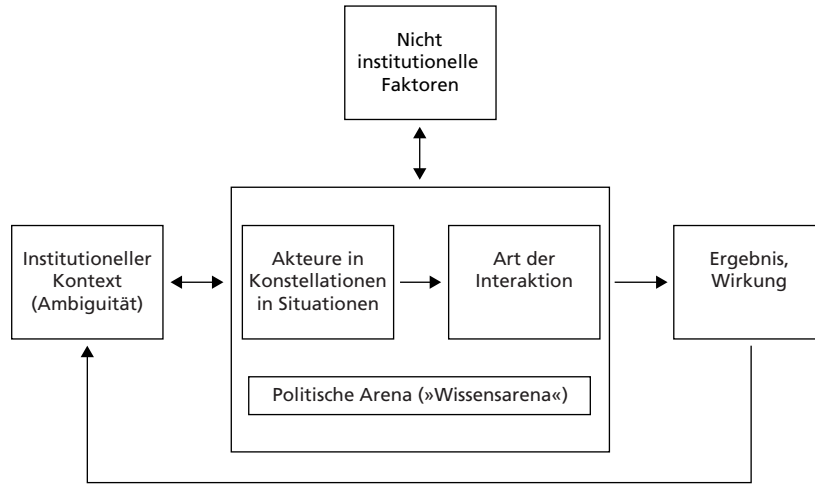 Nicht
institutionelle
Faktoren
Institutioneller
Kontext
(Ambiguität)
Akteure in
Konstellationen
in Situationen
Art der
Interaktion
Ergebnis,
Wirkung
Politische Arena (»Wissensarena«)